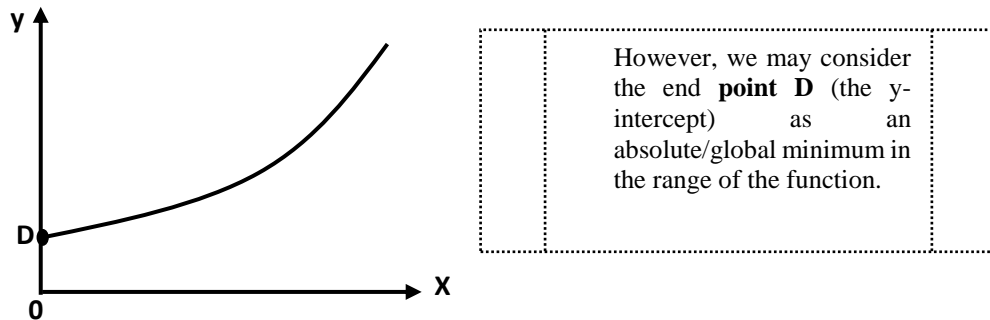 y
D
0
X
However, we may consider
the end point D (the y-
intercept) as an
absolute/global minimum in
the range of the function.